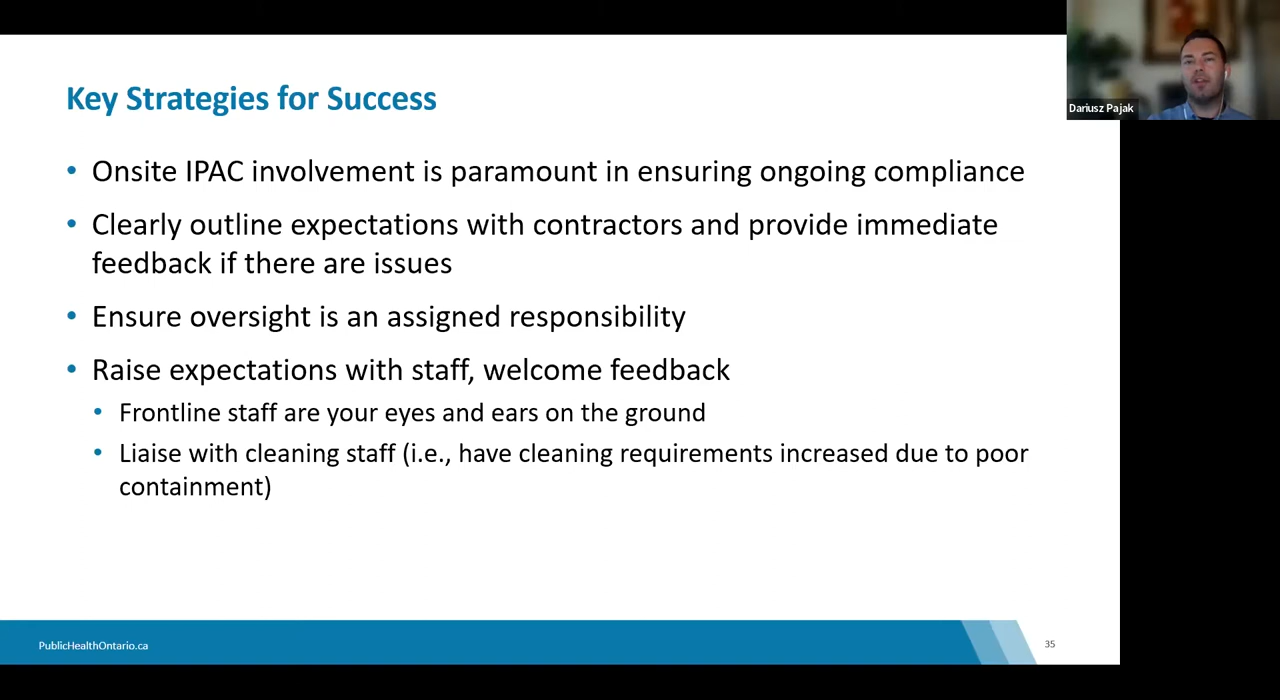 Key Strategies for Success
Dariusz Pajak
• Onsite IPAC involvement is paramount in ensuring ongoing compliance
• Clearly outline expectations with contractors and provide immediate
feedback if there are issues
• Ensure oversight is an assigned responsibility
• Raise expectations with staff, welcome feedback
• Frontline staff are your eyes and ears on the ground
• Liaise with cleaning staff (i.e., have cleaning requirements increased due to poor
containment)
PublicHealthOntario.ca
35